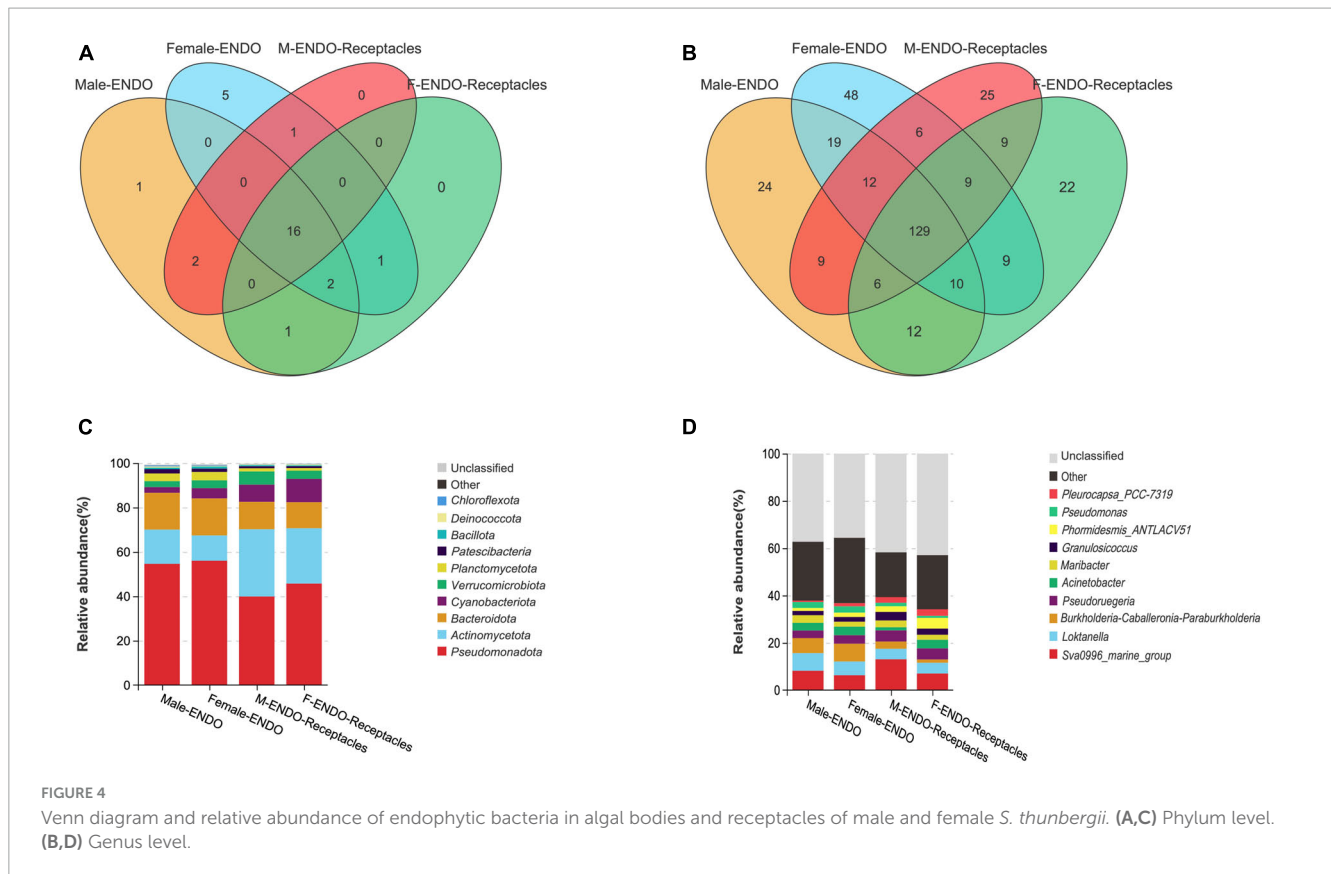 A
Female-ENDO
M-ENDO-Receptacles
Male-ENDO
F-ENDO-Receptacles
5
0
0
1
0
1
0
0
0
16
2
0
2
1
1
B
Female-ENDO
M-ENDO-Receptacles
Male-ENDO
F-ENDO-Receptacles
48
25
19
6
9
24
12
9
22
129
9
6
10
9
12
C
Relative abundance(%)
100
80
60
40
20
0
Male-ENDO
Female-ENDO
M-ENDO-Receptacles
F-ENDO-Receptacles
Unclassified
Other
Chloroflexota
Deinococcota
Bacillota
Patescibacteria
Planctomycetota
Verrucomicrobiota
Cyanobacteriota
Bacteroidota
Actinomycetota
Pseudomonadota
D
Relative abundance(%)
100
80
60
40
20
0
Male-ENDO
Female-ENDO
M-ENDO-Receptacles
F-ENDO-Receptacles
Unclassified
Other
Pleurocapsa_PCC-7319
Pseudomonas
Phormidesmis_ANTLACV51
Granulosicoccus
Maribacter
Acinetobacter
Pseudoruegeria
Burkholderia-Caballeronia-Paraburkholderia
Loktanella
Sva0996_marine_group
FIGURE 4
Venn diagram and relative abundance of endophytic bacteria in algal bodies and receptacles of male and female S. thunbergii. (A,C) Phylum level.
(B,D) Genus level.